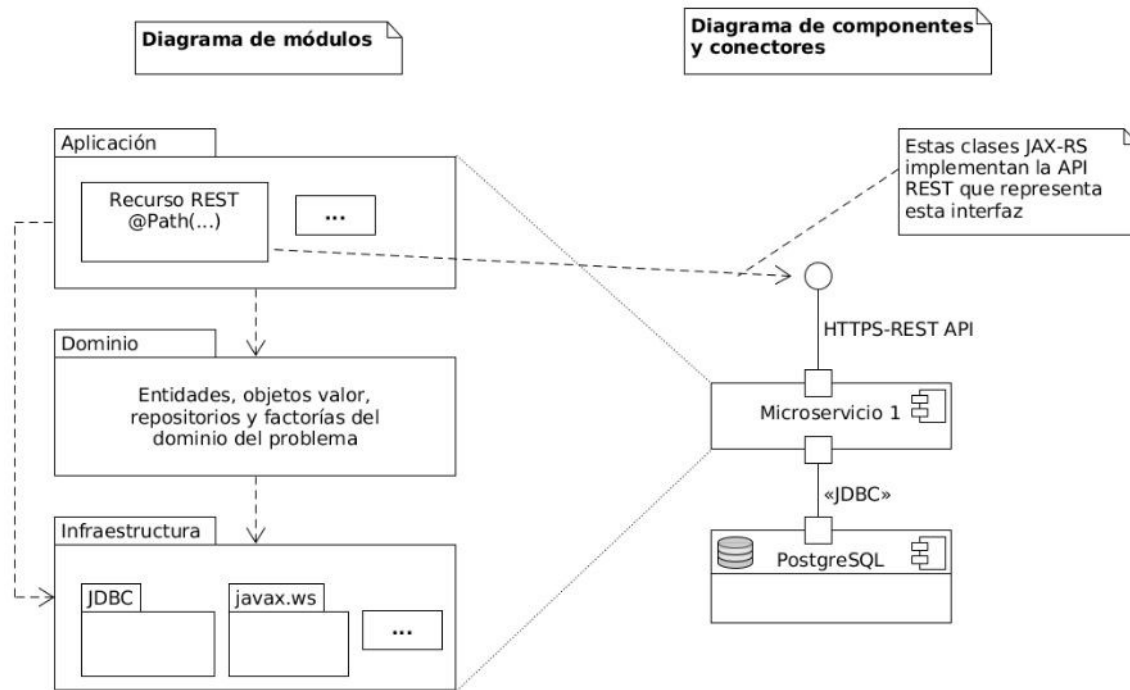 Diagrama de módulos
Diagrama de componentes
y conectores
Aplicación
Recurso REST
@Path(...)
...
Estas clases JAX-RS
implementan la API
REST que representa
esta interfaz
HTTPS-REST API
Dominio
Entidades, objetos valor,
repositorios y factorías del
dominio del problema
Microservicio 1
«JDBC»
Infraestructura
JDBC
javax.ws
...
PostgreSQL